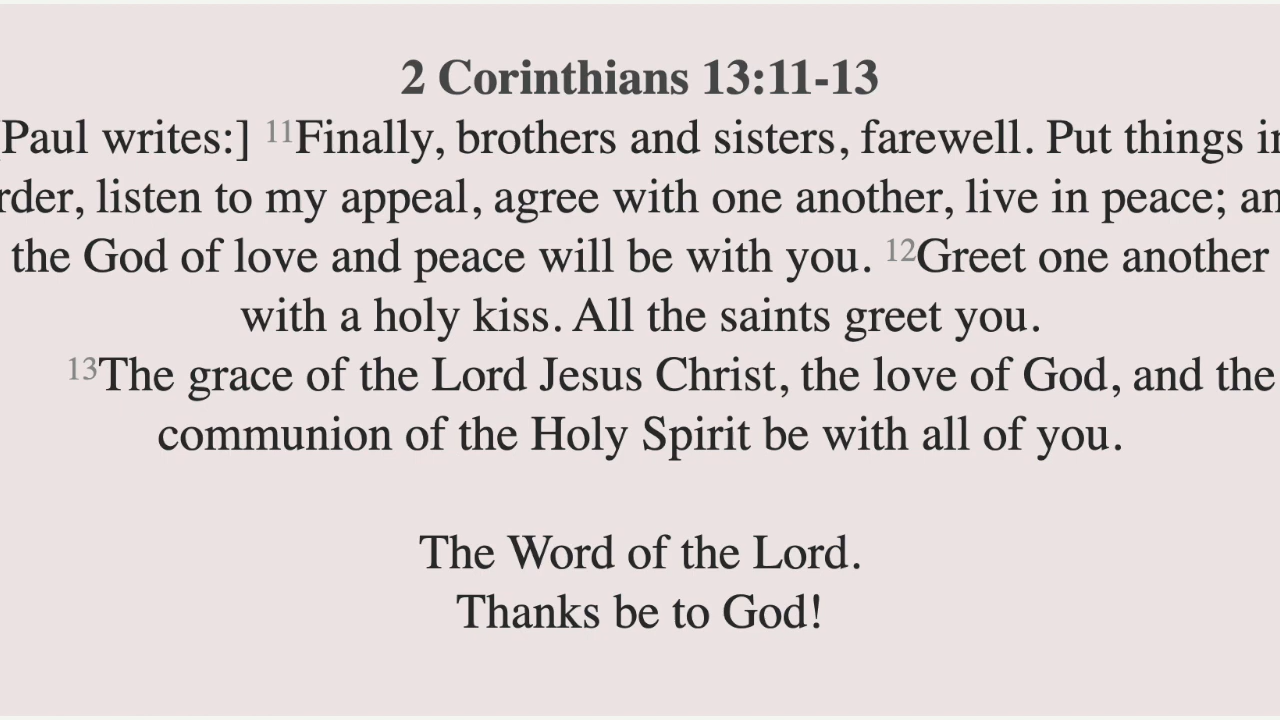 2 Corinthians 13:11-13
[Paul writes:] 11Finally, brothers and sisters, farewell. Put things in
rder, listen to my appeal, agree with one another, live in peace; an
the God of love and peace will be with you. 12Greet one another
with a holy kiss. All the saints greet you.
13The grace of the Lord Jesus Christ, the love of God, and the
communion of the Holy Spirit be with all of you.
The Word of the Lord.
Thanks be to God!